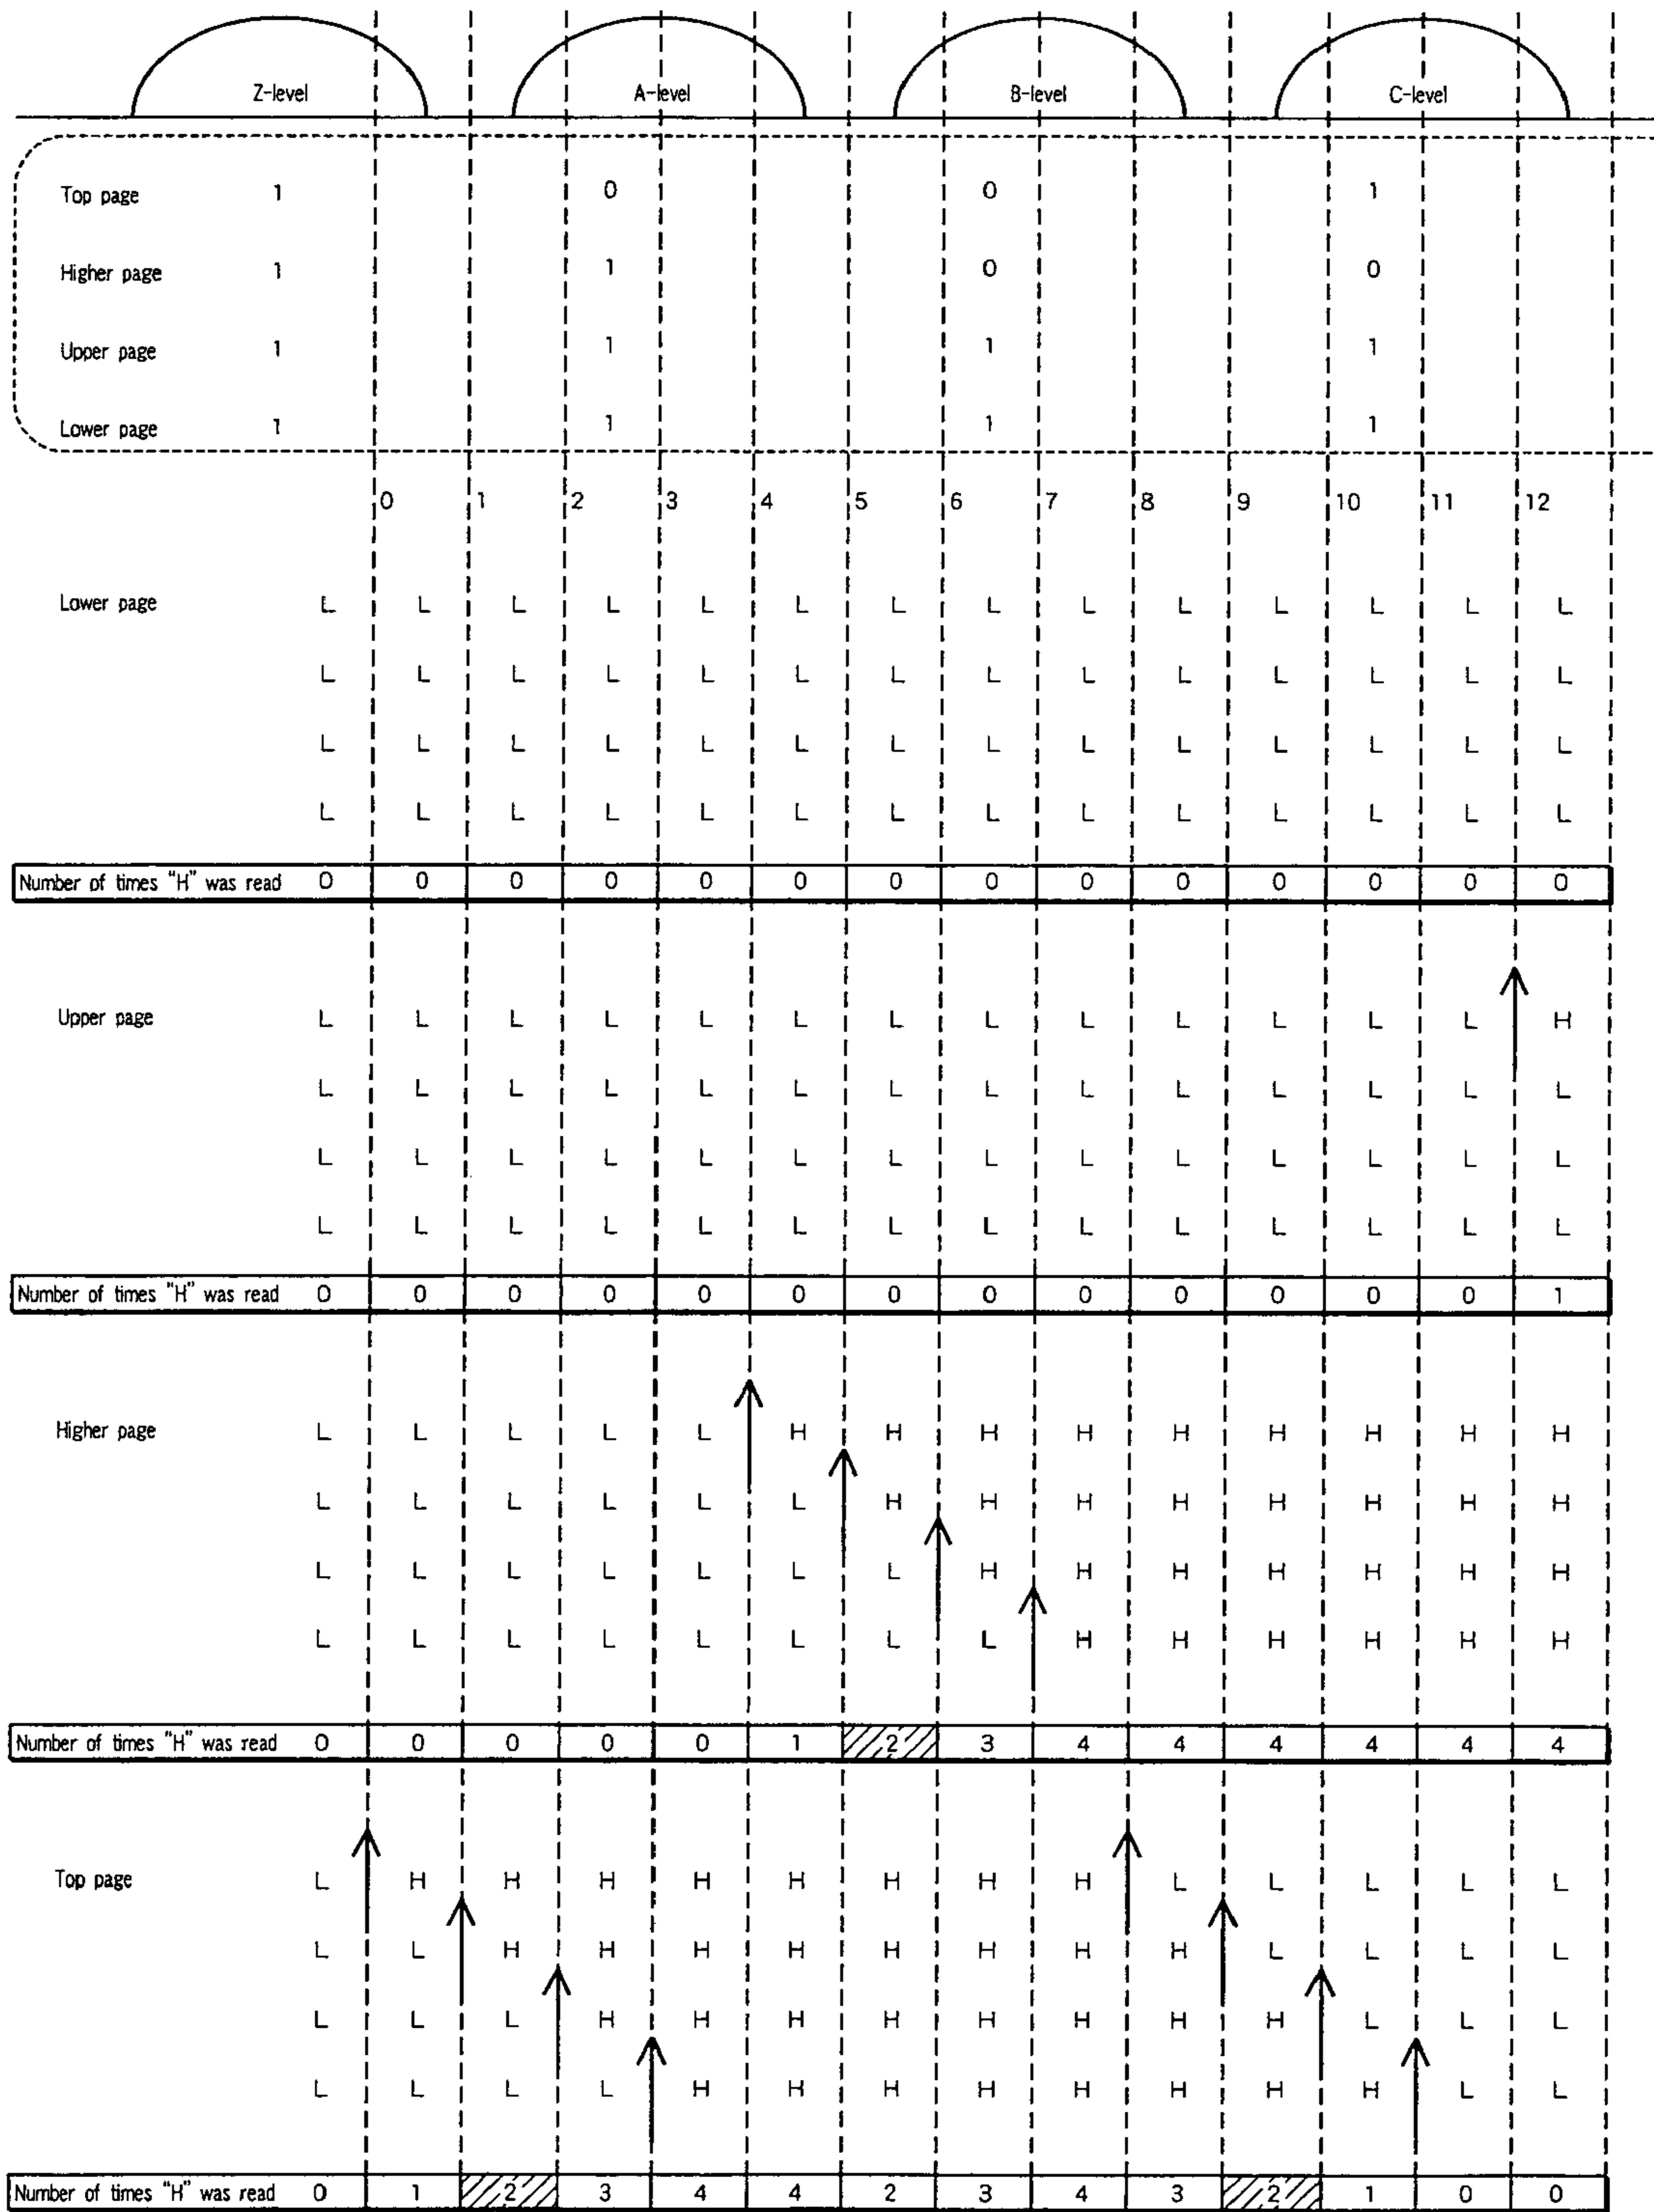 Z-level A-level B-level C-level
Top page 1 0 0 1
Higher page 1 1 0 0
Upper page 1 1 1 1
Lower page 1 1 1 1
0 1 2 3 4 5 6 7 8 9 10 11 12
Lower page L L L L L L L L L L L L L L
L L L L L L L L L L L L L L
L L L L L L L L L L L L L L
L L L L L L L L L L L L L L
Number of times "H" was read 0 0 0 0 0 0 0 0 0 0 0 0 0 0
Upper page L L L L L L L L L L L L L H
L L L L L L L L L L L L L L
L L L L L L L L L L L L L L
L L L L L L L L L L L L L L
Number of times "H" was read 0 0 0 0 0 0 0 0 0 0 0 0 0 1
Higher page L L L L L H H H H H H H H H
L L L L L L H H H H H H H H
L L L L L L L H H H H H H H
L L L L L L L L H H H H H H
Number of times "H" was read 0 0 0 0 0 1 2 3 4 4 4 4 4 4
Top page L H H H H H H H H L L L L L
L L H H H H H H H H L L L L
L L L H H H H H H H H L L L
L L L L H H H H H H H H L L
Number of times "H" was read 0 1 2 3 4 4 2 3 4 3 2 1 0 0